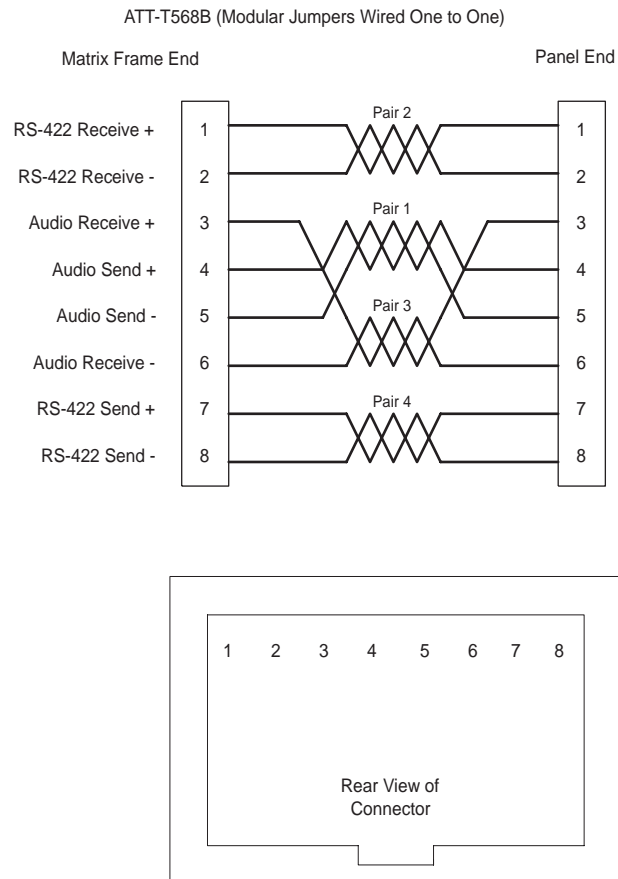 ATT-T568B (Modular Jumpers Wired One to One)
Matrix Frame End
Panel End
Pair 2
RS-422 Receive + 1 1
RS-422 Receive - 2 2
Pair 1
Audio Receive + 3 3
Audio Send + 4 4
Pair 3
Audio Send - 5 5
Audio Receive - 6 6
Pair 4
RS-422 Send + 7 7
RS-422 Send - 8 8
1 2 3 4 5 6 7 8
Rear View of
Connector